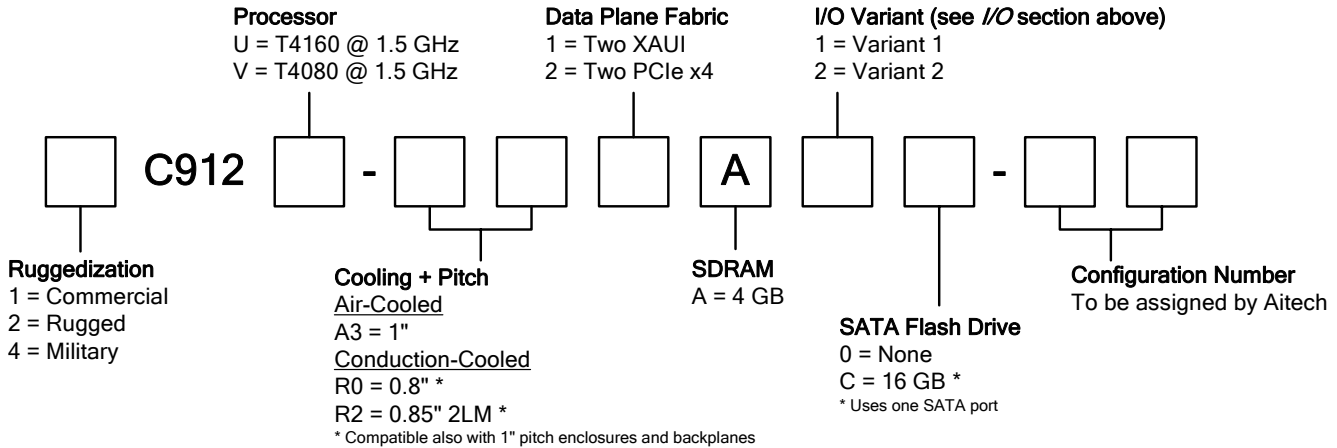 Processor
U = T4160 @ 1.5 GHz
V = T4080 @ 1.5 GHz
Data Plane Fabric
1 = Two XAUI
2 = Two PCIe x4
I/O Variant (see I/O section above)
1 = Variant 1
2 = Variant 2
C912 - A -
Ruggedization
1 = Commercial
2 = Rugged
4 = Military
Cooling + Pitch
Air-Cooled
A3 = 1"
Conduction-Cooled
R0 = 0.8" *
R2 = 0.85" 2LM *
* Compatible also with 1" pitch enclosures and backplanes
SDRAM
A = 4 GB
SATA Flash Drive
0 = None
C = 16 GB *
* Uses one SATA port
Configuration Number
To be assigned by Aitech